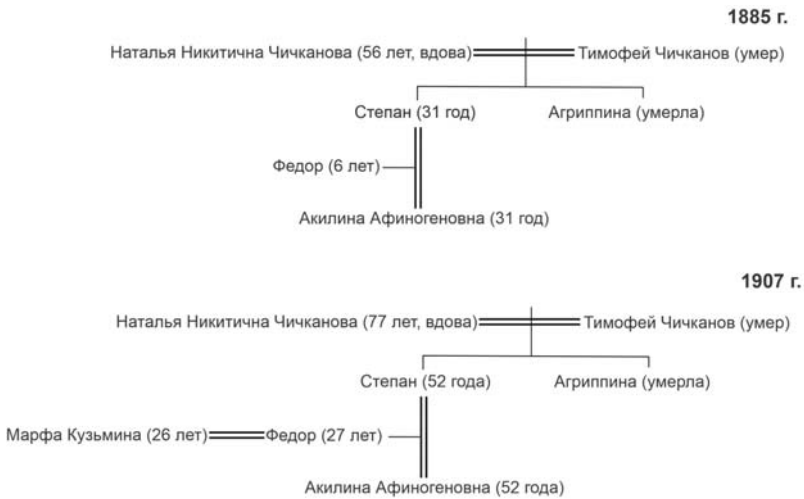 1885 г.
Наталья Никитична Чичканова (56 лет, вдова) Тимофей Чичканов (умер)
Степан (31 год) Агриппина (умерла)
Федор (6 лет)
Акилина Афиногеновна (31 год)
1907 г.
Наталья Никитична Чичканова (77 лет, вдова) Тимофей Чичканов (умер)
Степан (52 года) Агриппина (умерла)
Марфа Кузьмина (26 лет) Федор (27 лет)
Акилина Афиногеновна (52 года)